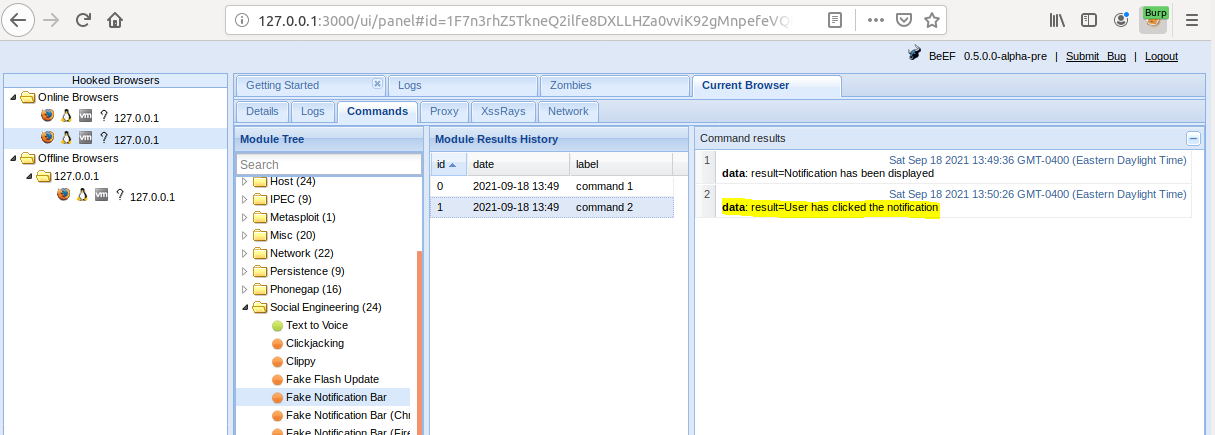 127.0.0.1:3000/ui/panel#id=1F7n3rhZ5TkneQ2ilfe8DXLLHZa0vviK92gMnpefeVQ
Burp
BeEF 0.5.0-alpha-pre | Submit Bug | Logout
Hooked Browsers
Getting Started
Logs
Zombies
Current Browser
Online Browsers
? 127.0.0.1
? 127.0.0.1
Offline Browsers
127.0.0.1
? 127.0.0.1
Details
Logs
Commands
Proxy
XssRays
Network
Module Tree
Search
Host (24)
IPEC (9)
Metasploit (1)
Misc (20)
Network (22)
Persistence (9)
Phonegap (16)
Social Engineering (24)
Text to Voice
Clickjacking
Clippy
Fake Flash Update
Fake Notification Bar
Fake Notification Bar (Chr
Fake Notification Bar (Fire
Module Results History
id date label
0 2021-09-18 13:49 command 1
1 2021-09-18 13:49 command 2
Command results
1 Sat Sep 18 2021 13:49:36 GMT-0400 (Eastern Daylight Time)
data: result=Notification has been displayed
2 Sat Sep 18 2021 13:50:26 GMT-0400 (Eastern Daylight Time)
data: result=User has clicked the notification